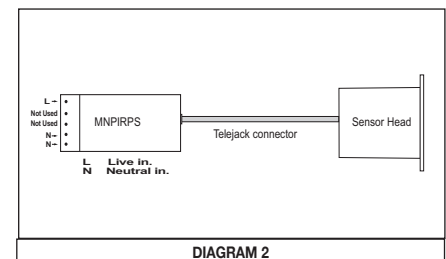 L
Not Used
Not Used
N
N
MNPIRPS
Telejack connector
Sensor Head
L Live in.
N Neutral in.
DIAGRAM 2